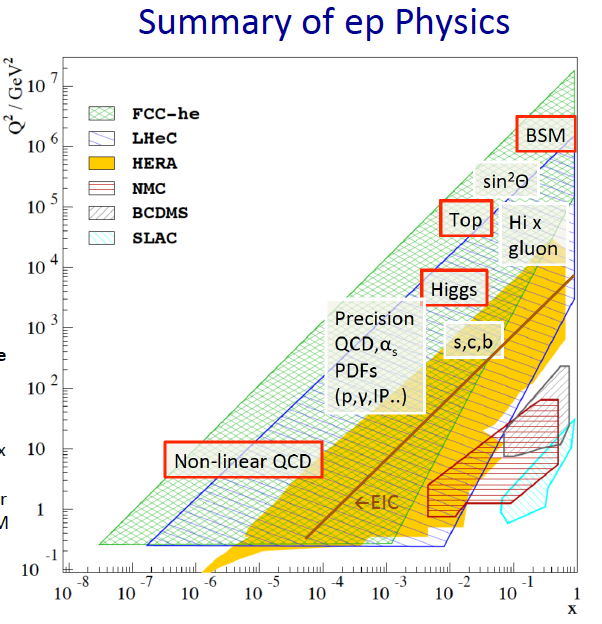 Summary of ep Physics
Q² / GeV²
10⁷
10⁶
10⁵
10⁴
10³
10²
10
1
10⁻¹
FCC-he
LHeC
HERA
NMC
BCDMS
SLAC
BSM
sin²Θ
Top
Hi x
gluon
Higgs
Precision
QCD,αₛ
PDFs
(p,γ,IP..)
s,c,b
Non-linear QCD
←EIC
e
x
r
M
10⁻⁸ 10⁻⁷ 10⁻⁶ 10⁻⁵ 10⁻⁴ 10⁻³ 10⁻² 10⁻¹ 1
x